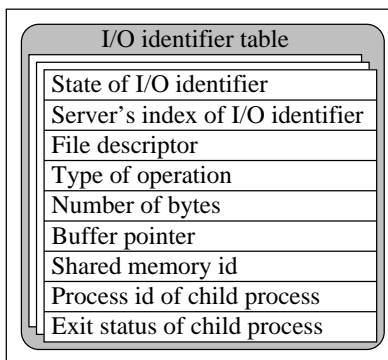 I/O identifier table
State of I/O identifier
Server's index of I/O identifier
File descriptor
Type of operation
Number of bytes
Buffer pointer
Shared memory id
Process id of child process
Exit status of child process